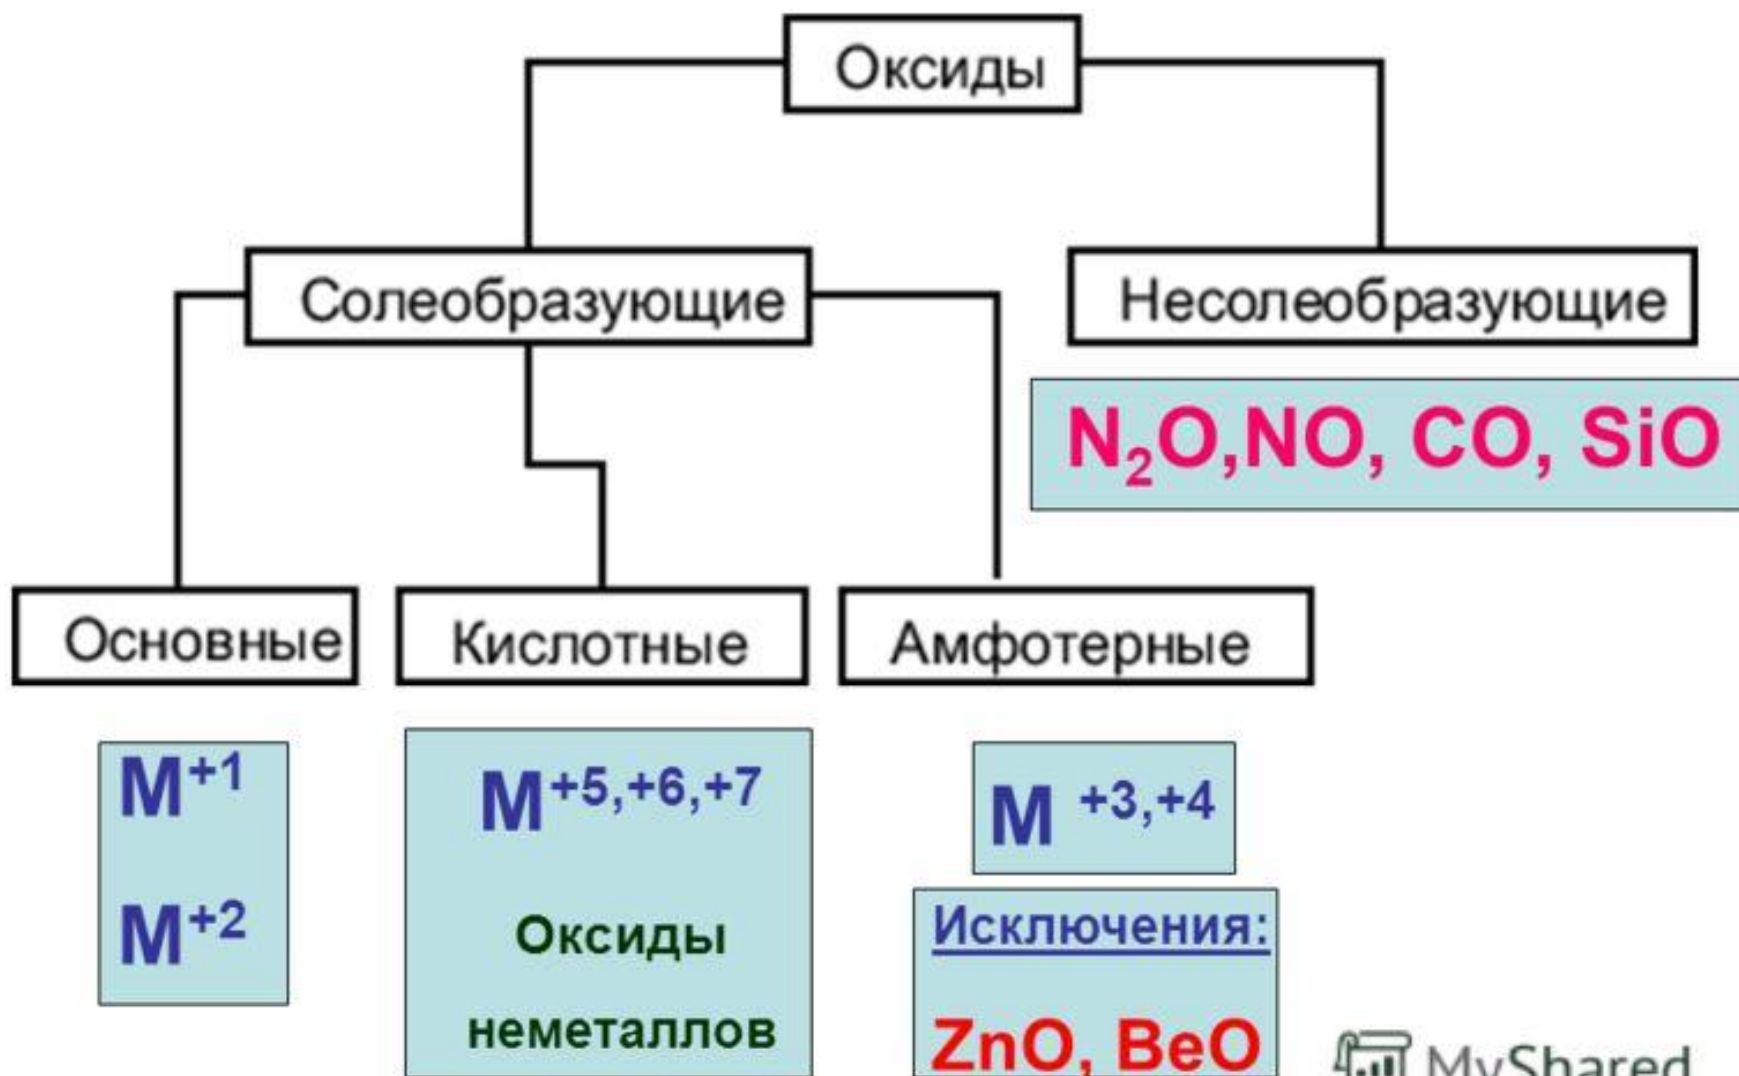 Оксиды
Солеобразующие
Несолеобразующие
N₂O,NO, CO, SiO
Основные
Кислотные
Амфотерные
M⁺¹
M⁺²
M⁺⁵,⁺⁶,⁺⁷
Оксиды
неметаллов
M ⁺³,⁺⁴
Исключения:
ZnO, BeO
MyShared